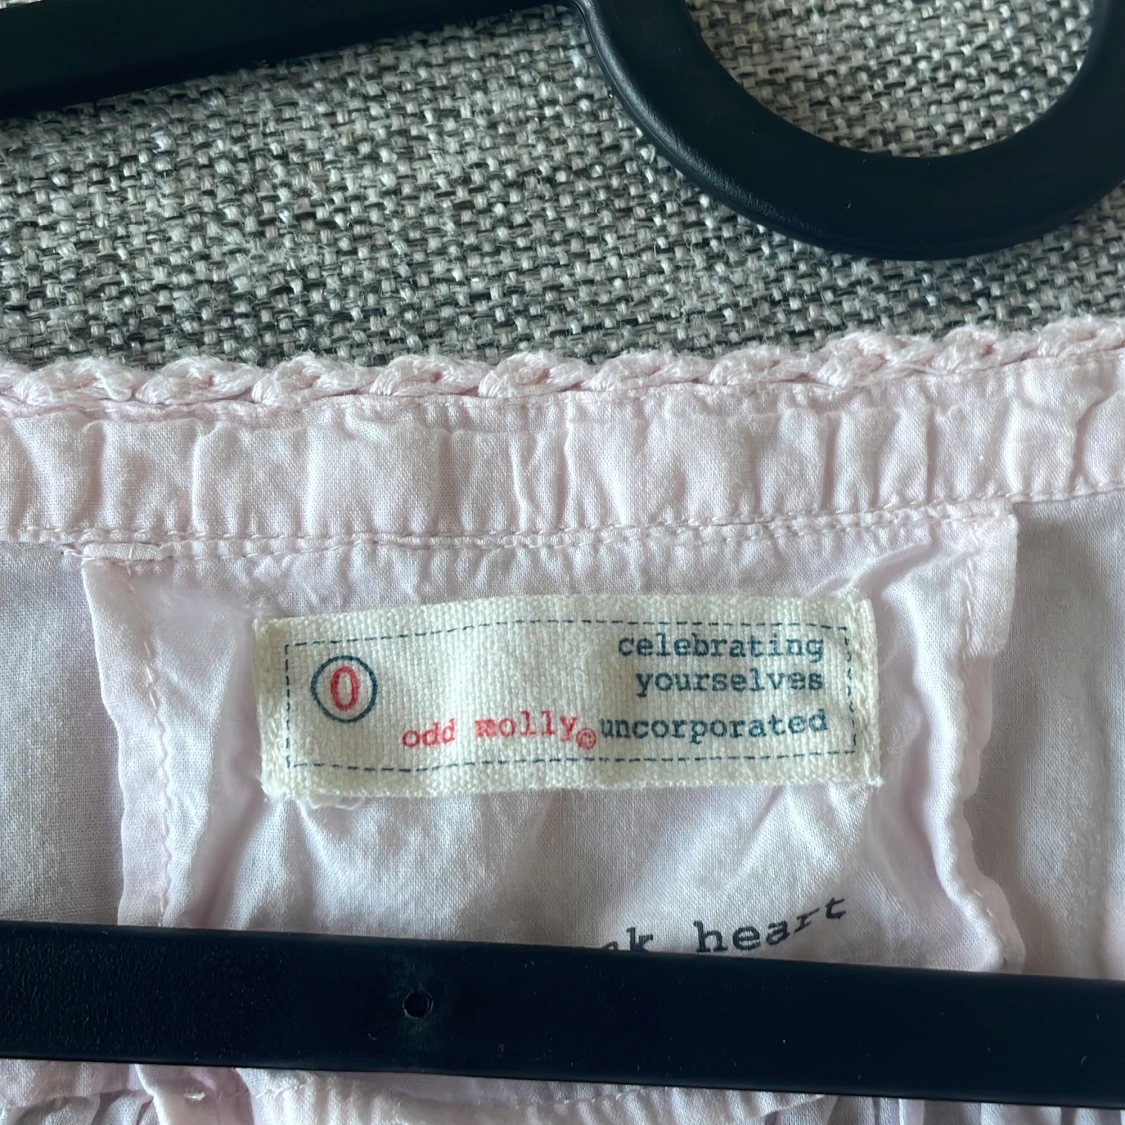 celebrating
yourselves
0
odd molly© uncorporated
heart